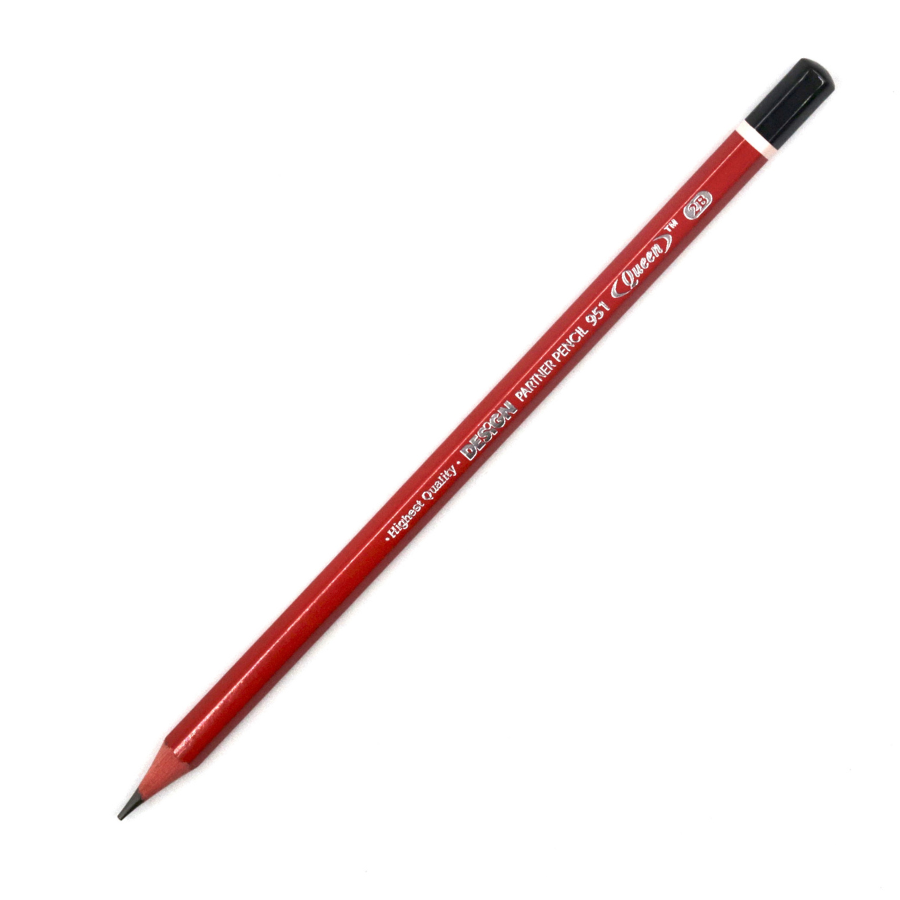 • Highest Quality • DESIGN PARTNER PENCIL 951 Queen™ 2B